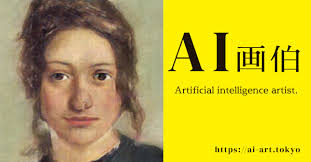 AI画伯
Artificial intelligence artist.
https://ai-art.tokyo